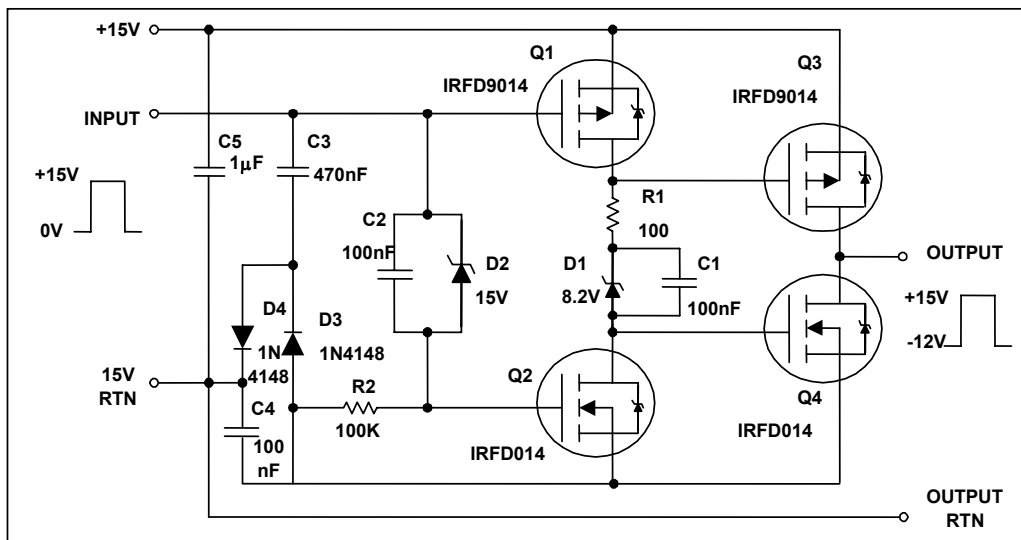 +15V
Q1
Q3
IRFD9014
IRFD9014
INPUT
C5
1μF
C3
470nF
+15V
0V
C2
100nF
R1
100
D2
15V
D1
8.2V
C1
100nF
OUTPUT
+15V
-12V
D4
1N
4148
D3
1N4148
15V
RTN
R2
100K
Q2
Q4
C4
100
nF
IRFD014
IRFD014
OUTPUT
RTN